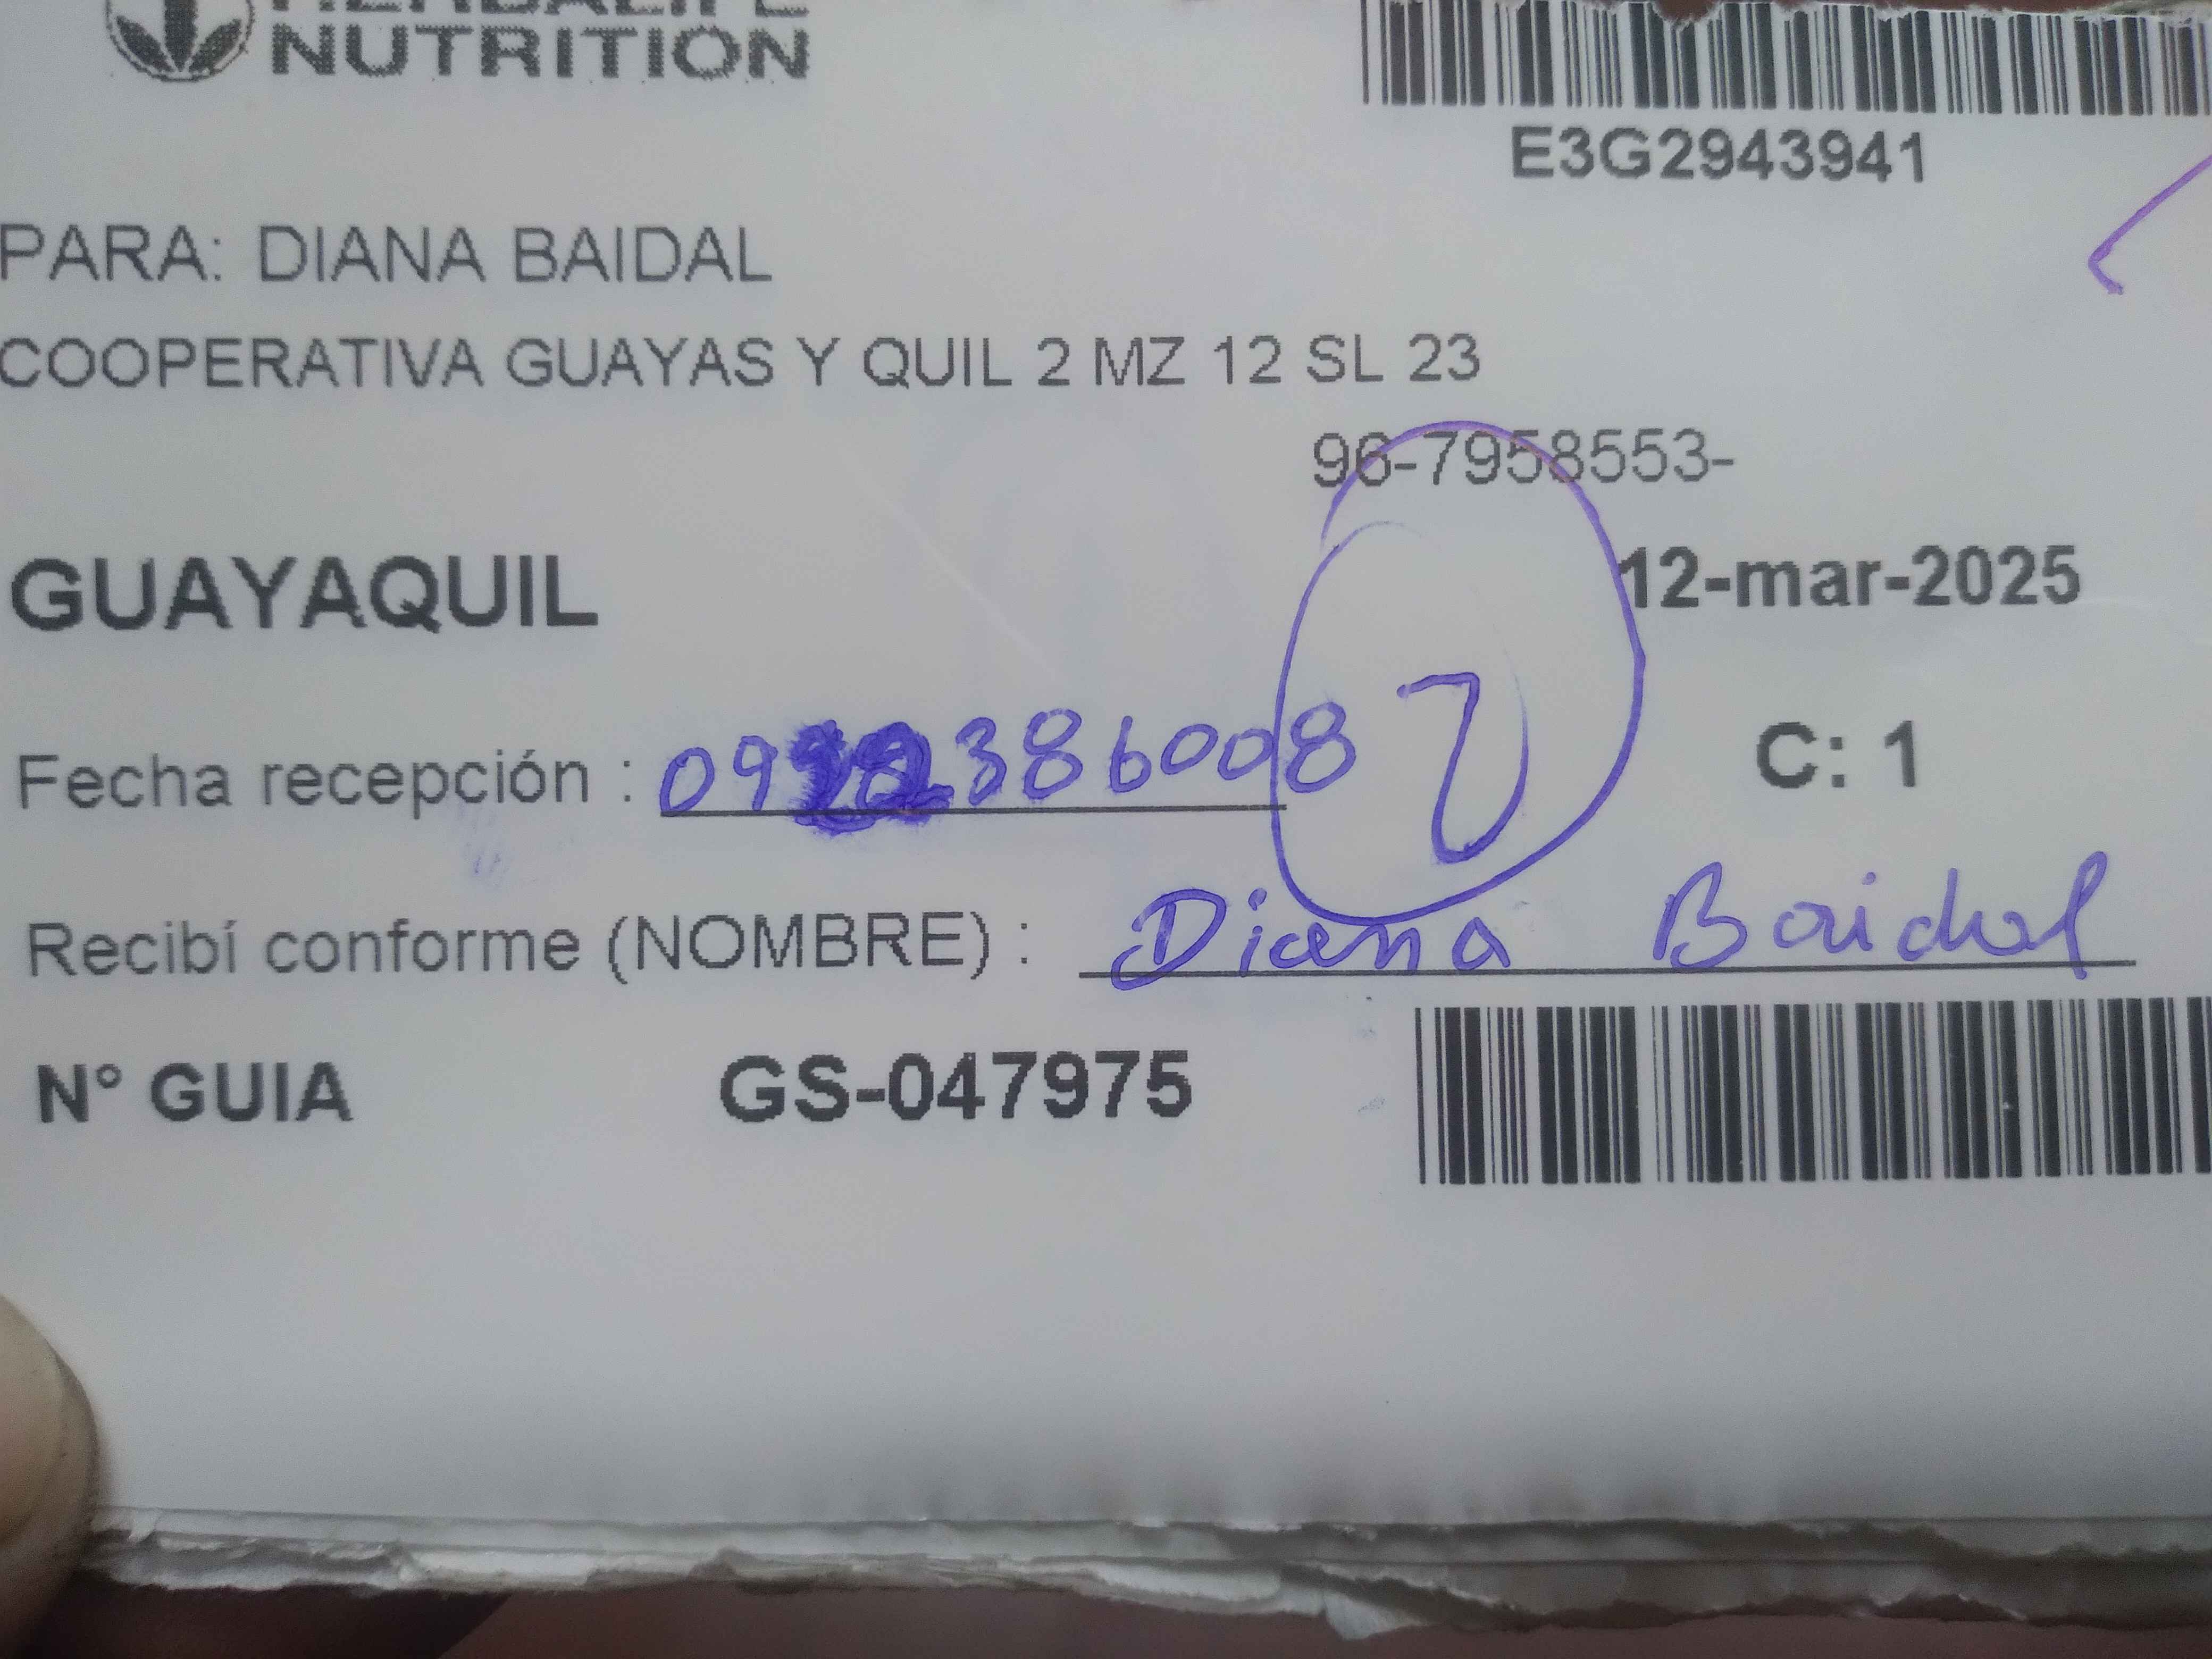 HERBALIFE
NUTRITION
E3G2943941
PARA: DIANA BAIDAL
COOPERATIVA GUAYAS Y QUIL 2 MZ 12 SL 23
96-7958553-
GUAYAQUIL
12-mar-2025
Fecha recepción :
C: 1
Recibí conforme (NOMBRE) : Diana Baidal
N° GUIA GS-047975